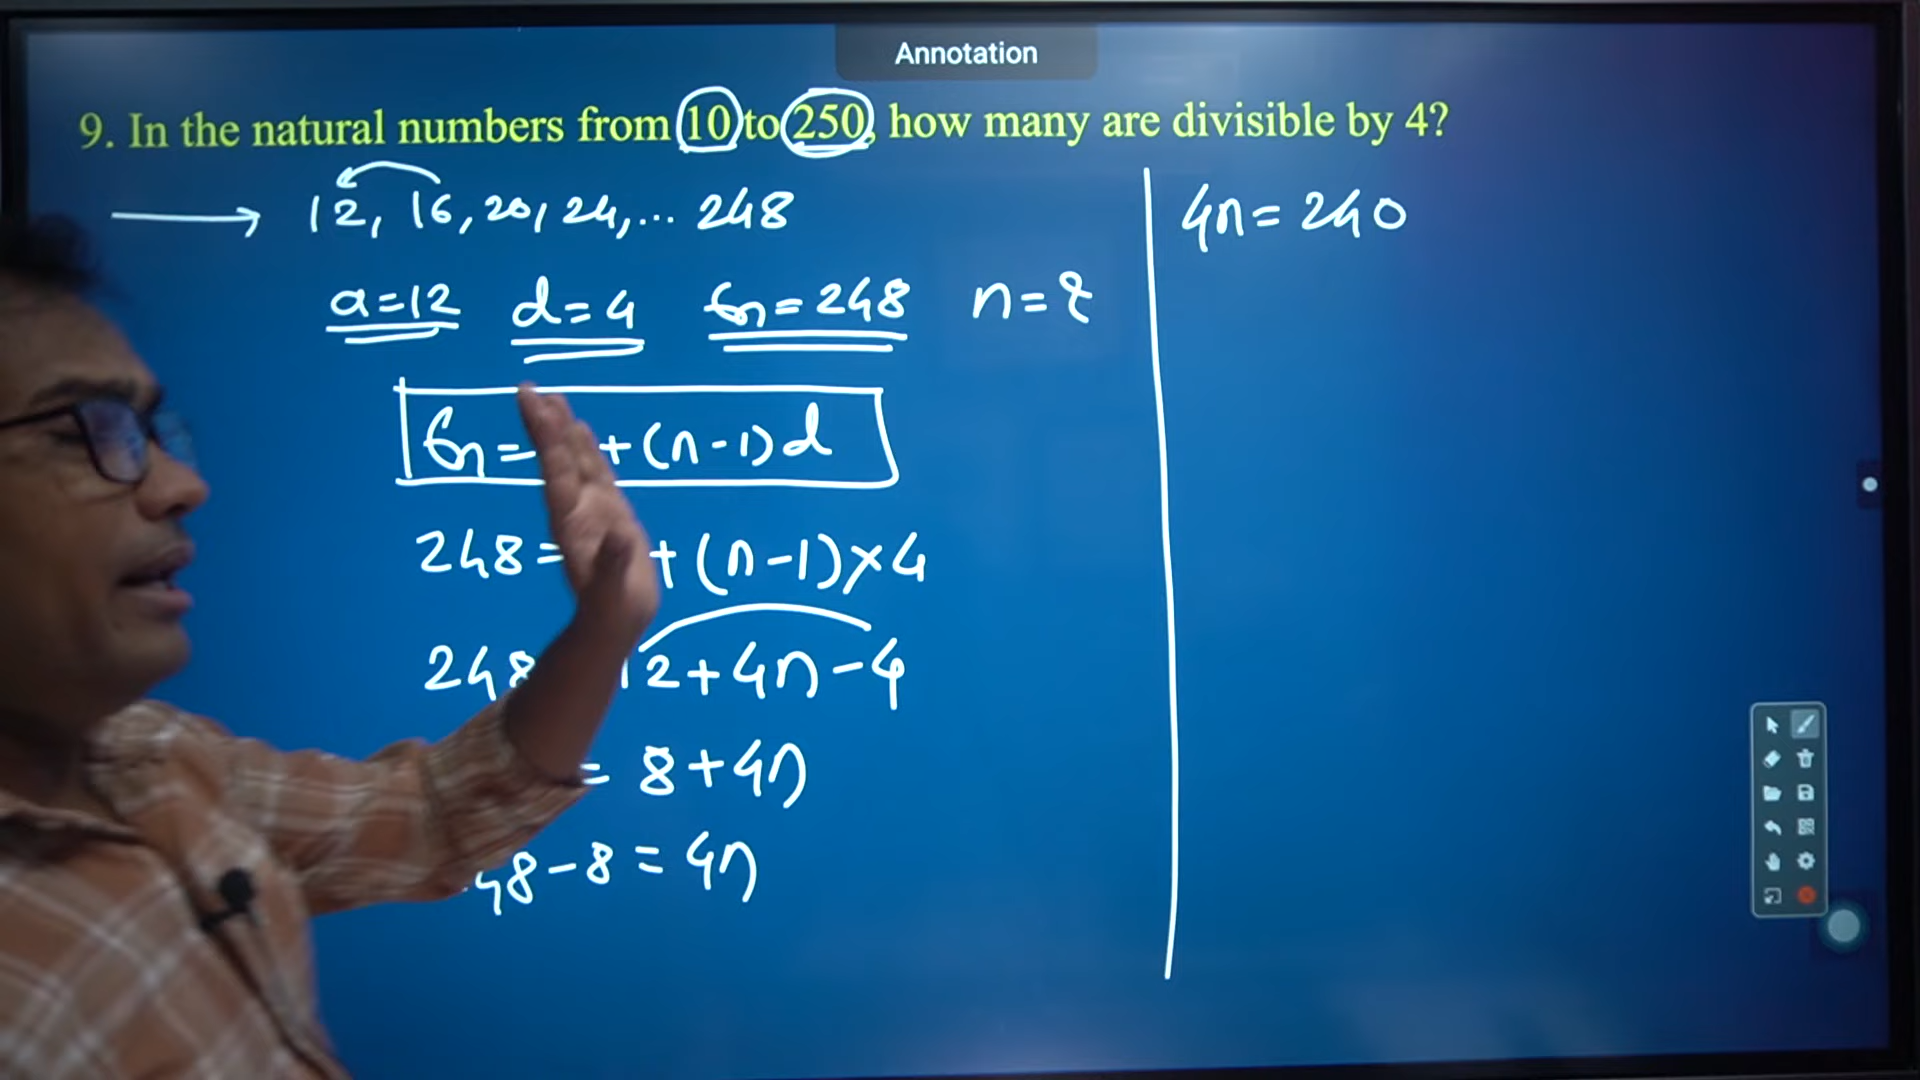 Annotation
9. In the natural numbers from 10 to 250, how many are divisible by 4?
12, 16, 20, 24, ... 248
a=12 d=4 tn=248 n=?
tn= +(n-1)d
248= +(n-1)×4
248 12+4n-4
= 8+4n
48-8=4n
4n=240